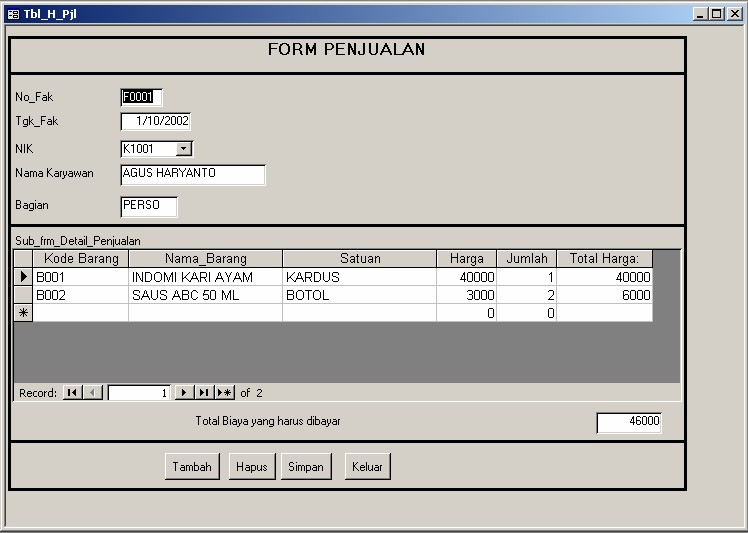 Tbl_H_Pjl
FORM PENJUALAN
No_Fak F0001
Tgk_Fak 1/10/2002
NIK K1001
Nama Karyawan AGUS HARYANTO
Bagian PERSO
Sub_frm_Detail_Penjualan
Kode Barang Nama_Barang Satuan Harga Jumlah Total Harga:
B001 INDOMI KARI AYAM KARDUS 40000 1 40000
B002 SAUS ABC 50 ML BOTOL 3000 2 6000
0 0
Record: 1 of 2
Total Biaya yang harus dibayar 46000
Tambah Hapus Simpan Keluar